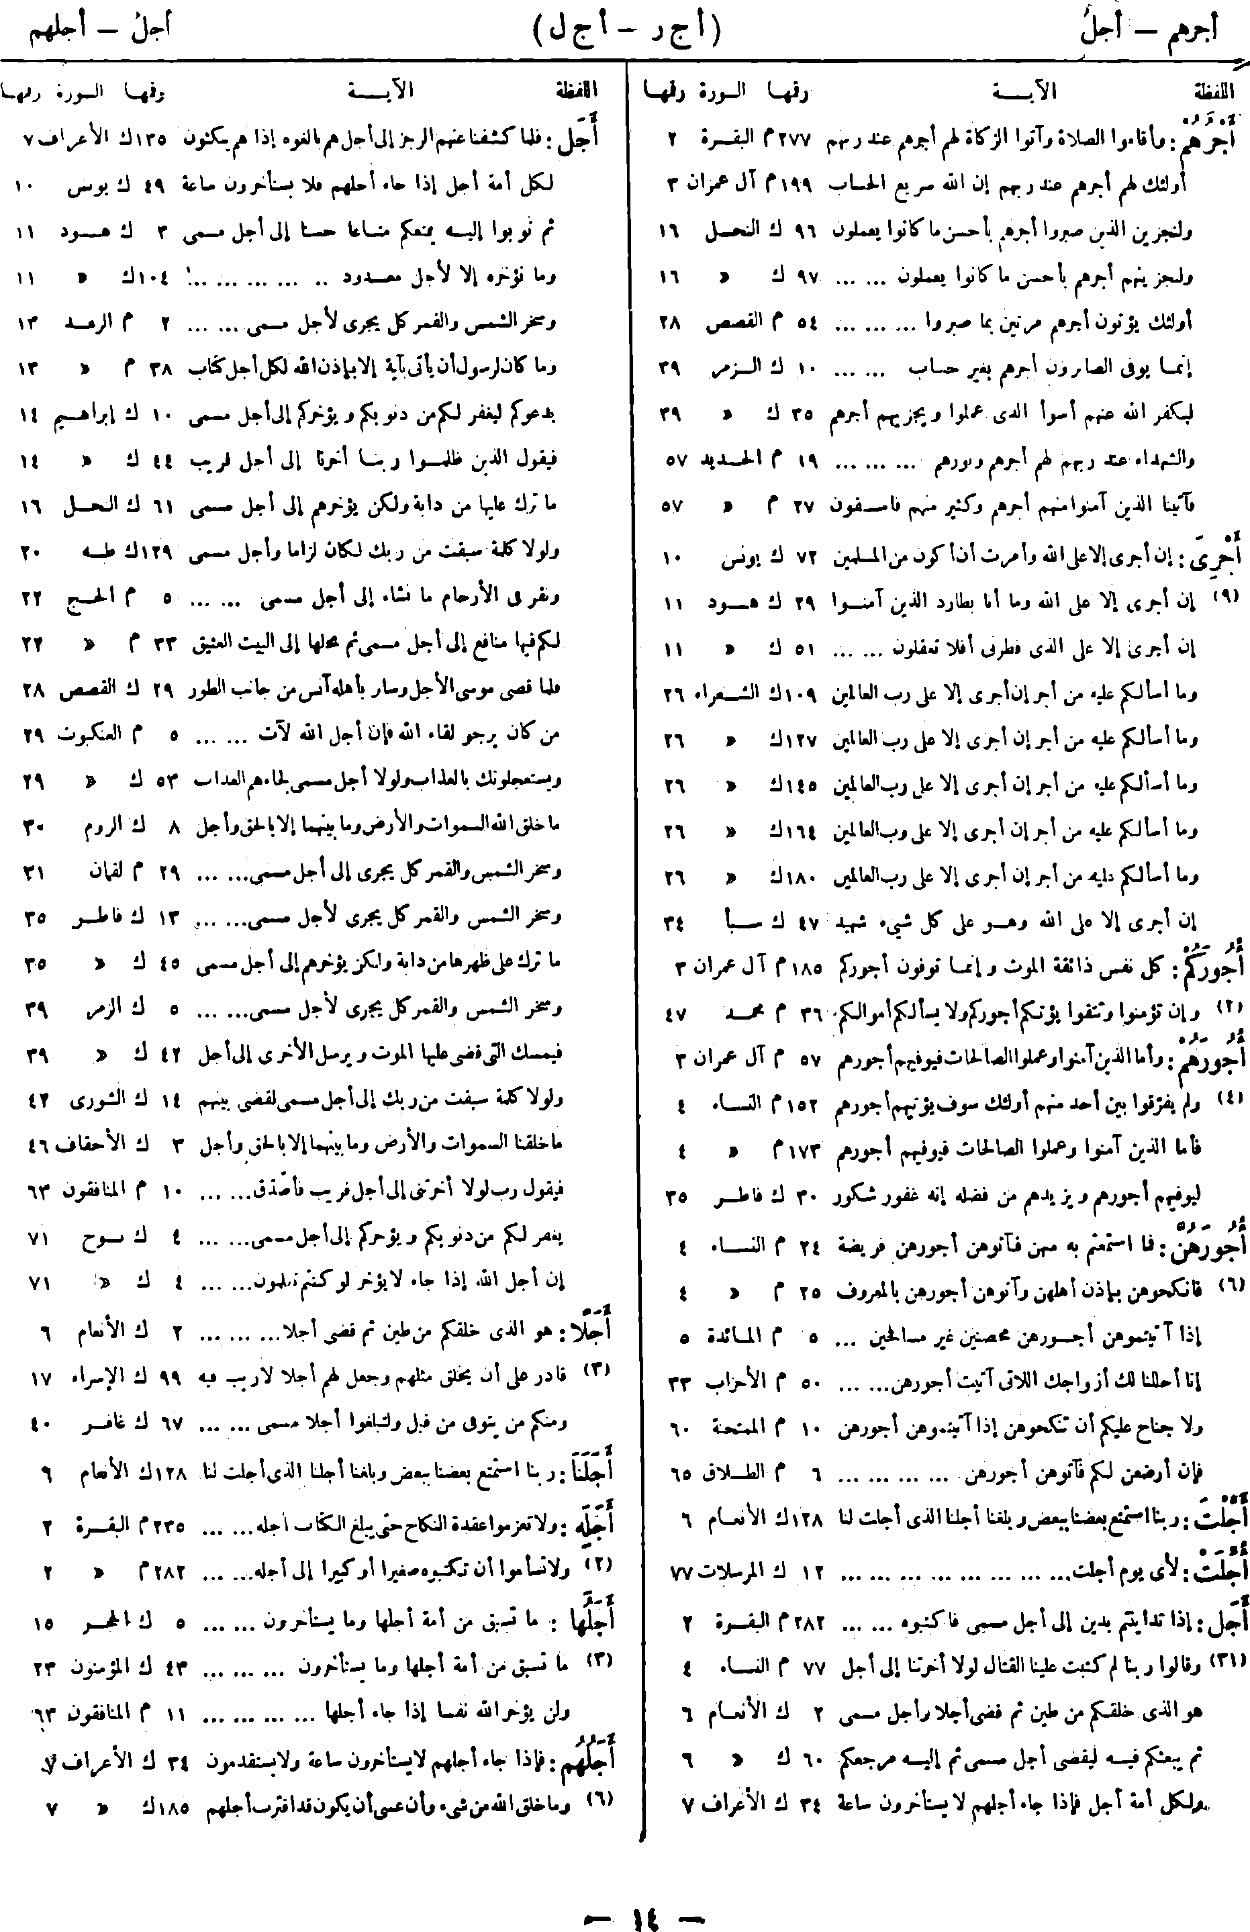 أجرهم — أجلُ (أ ج ر — أ ج ل) أجلُ — أجلهم
اللفظة الآيــة رقمها السورة رقمها
أَجْرُهُمْ : وأقاموا الصلاة وآتوا الزكاة لهم أجرهم عند ربهم ٢٧٧ م البقرة ٢
أولئك لهم أجرهم عند ربهم إن الله سريع الحساب ١٩٩ م آل عمران ٣
ولنجزين الذين صبروا أجرهم بأحسن ما كانوا يعملون ٩٦ ك النحل ١٦
ولنجزينهم أجرهم بأحسن ما كانوا يعملون ... ... ٩٧ ك « ١٦
أولئك يؤتون أجرهم مرتين بما صبروا ... ... ... ٥٤ م القصص ٢٨
إنما يوفى الصابرون أجرهم بغير حساب ... ... ١٠ ك الزمر ٣٩
ليكفر الله عنهم أسوأ الذى عملوا ويجزيهم أجرهم ٣٥ ك « ٣٩
والشهداء عند ربهم لهم أجرهم ونورهم ... ... ... ١٩ م الحديد ٥٧
فآتينا الذين آمنوا منهم أجرهم وكثير منهم فاسقون ٢٧ م « ٥٧
أَجْرِىَ : إن أجرى إلا على الله وأمرت أن أكون من المسلمين ٧٢ ك يونس ١٠
(٩) إن أجرى إلا على الله وما أنا بطارد الذين آمنوا ٢٩ ك هود ١١
إن أجرى إلا على الذى فطرنى أفلا تعقلون ... ... ٥١ ك « ١١
وما أسألكم عليه من أجر إن أجرى إلا على رب العالمين ١٠٩ ك الشعراء ٢٦
وما أسألكم عليه من أجر إن أجرى إلا على رب العالمين ١٢٧ ك « ٢٦
وما أسألكم عليه من أجر إن أجرى إلا على رب العالمين ١٤٥ ك « ٢٦
وما أسألكم عليه من أجر إن أجرى إلا على رب العالمين ١٦٤ ك « ٢٦
وما أسألكم عليه من أجر إن أجرى إلا على رب العالمين ١٨٠ ك « ٢٦
إن أجرى إلا على الله وهو على كل شىء شهيد ٤٧ ك سبأ ٣٤
أُجُورَكُم : كل نفس ذائقة الموت وإنما توفون أجوركم ١٨٥ م آل عمران ٣
(٢) وإن تؤمنوا وتتقوا يؤتكم أجوركم ولا يسألكم أموالكم ٣٦ م محمد ٤٧
أُجُورَهُمْ : وأما الذين آمنوا وعملوا الصالحات فيوفيهم أجورهم ٥٧ م آل عمران ٣
(٤) ولم يفرّقوا بين أحد منهم أولئك سوف يؤتيهم أجورهم ١٥٢ م النساء ٤
فأما الذين آمنوا وعملوا الصالحات فيوفيهم أجورهم ١٧٣ م « ٤
ليوفيهم أجورهم ويزيدهم من فضله إنه غفور شكور ٣٠ ك فاطر ٣٥
أُجُورَهُنّ : فما استمتعتم به منهن فآتوهن أجورهن فريضة ٢٤ م النساء ٤
(٦) فانكحوهن بإذن أهلهن وآتوهن أجورهن بالمعروف ٢٥ م « ٤
إذا آتيتموهن أجورهن محصنين غير مسافحين ... ٥ م المائدة ٥
إنا أحللنا لك أزواجك اللاتى آتيت أجورهن ... ... ٥٠ م الأحزاب ٣٣
ولا جناح عليكم أن تنكحوهن إذا آتيتموهن أجورهن ١٠ م الممتحنة ٦٠
فإن أرضعن لكم فآتوهن أجورهن ... ... ... ... ٦ م الطلاق ٦٥
أَجَّلْتَ : ربنا استمتع بعضنا ببعض وبلغنا أجلنا الذى أجلت لنا ١٢٨ ك الأنعام ٦
أُجِّلَتْ : لأى يوم أجلت ... ... ... ... ... ... ... ١٢ ك المرسلات ٧٧
أَجَل : إذا تداينتم بدين إلى أجل مسمى فاكتبوه ... ... ٢٨٢ م البقرة ٢
(٣١) وقالوا ربنا لم كتبت علينا القتال لولا أخرتنا إلى أجل ٧٧ م النساء ٤
هو الذى خلقكم من طين ثم قضى أجلا وأجل مسمى ٢ ك الأنعام ٦
ثم يبعثكم فيه ليقضى أجل مسمى ثم إليه مرجعكم ٦٠ ك « ٦
ولكل أمة أجل فإذا جاء أجلهم لا يستأخرون ساعة ٣٤ ك الأعراف ٧
اللفظة الآيــة رقمها السورة رقمها
أَجَل : فلما كشفنا عنهم الرجز إلى أجل هم بالغوه إذا هم ينكثون ١٣٥ ك الأعراف ٧
لكل أمة أجل إذا جاء أجلهم فلا يستأخرون ساعة ٤٩ ك يونس ١٠
ثم توبوا إليه يمتعكم متاعا حسنا إلى أجل مسمى ٣ ك هود ١١
وما نؤخره إلا لأجل معدود .. ... ... ... ... ١٠٤ ك « ١١
وسخر الشمس والقمر كل يجرى لأجل مسمى ... ... ٢ م الرعد ١٣
وما كان لرسول أن يأتى بآية إلا بإذن الله لكل أجل كتاب ٣٨ م « ١٣
يدعوكم ليغفر لكم من ذنوبكم ويؤخركم إلى أجل مسمى ١٠ ك إبراهيم ١٤
فيقول الذين ظلموا ربنا أخرنا إلى أجل قريب ٤٤ ك « ١٤
ما ترك عليها من دابة ولكن يؤخرهم إلى أجل مسمى ٦١ ك النحل ١٦
ولولا كلمة سبقت من ربك لكان لزاما وأجل مسمى ١٢٩ ك طه ٢٠
ونقر فى الأرحام ما نشاء إلى أجل مسمى ... ... ٥ م الحج ٢٢
لكم فيها منافع إلى أجل مسمى ثم محلها إلى البيت العتيق ٣٣ م « ٢٢
فلما قضى موسى الأجل وسار بأهله آنس من جانب الطور ٢٩ ك القصص ٢٨
من كان يرجو لقاء الله فإن أجل الله لآت ... ... ٥ م العنكبوت ٢٩
ويستعجلونك بالعذاب ولولا أجل مسمى لجاءهم العذاب ٥٣ ك « ٢٩
ما خلق الله السموات والأرض وما بينهما إلا بالحق وأجل ٨ ك الروم ٣٠
وسخر الشمس والقمر كل يجرى إلى أجل مسمى ... ... ٢٩ م لقمان ٣١
وسخر الشمس والقمر كل يجرى لأجل مسمى ... ... ١٣ ك فاطر ٣٥
ما ترك على ظهرها من دابة ولكن يؤخرهم إلى أجل مسمى ٤٥ ك « ٣٥
وسخر الشمس والقمر كل يجرى لأجل مسمى ... ... ٥ ك الزمر ٣٩
فيمسك التى قضى عليها الموت ويرسل الأخرى إلى أجل ٤٢ ك « ٣٩
ولولا كلمة سبقت من ربك إلى أجل مسمى لقضى بينهم ١٤ ك الشورى ٤٢
ما خلقنا السموات والأرض وما بينهما إلا بالحق وأجل ٣ ك الأحقاف ٤٦
فيقول رب لولا أخرتنى إلى أجل قريب فأصّدق ... ... ١٠ م المنافقون ٦٣
يغفر لكم من ذنوبكم ويؤخركم إلى أجل مسمى ... ... ٤ ك نوح ٧١
إن أجل الله إذا جاء لا يؤخر لو كنتم تعلمون ... ... ٤ ك « ٧١
أَجَلًا : هو الذى خلقكم من طين ثم قضى أجلا ... ... ... ٢ ك الأنعام ٦
(٣) قادر على أن يخلق مثلهم وجعل لهم أجلا لا ريب فيه ٩٩ ك الإسراء ١٧
ومنكم من يتوفى من قبل ولتبلغوا أجلا مسمى ... ... ٦٧ ك غافر ٤٠
أَجَلَنَا : ربنا استمتع بعضنا ببعض وبلغنا أجلنا الذى أجلت لنا ١٢٨ ك الأنعام ٦
أَجَلَه : ولا تعزموا عقدة النكاح حتى يبلغ الكتاب أجله ... ... ٢٣٥ م البقرة ٢
(٢) ولا تسأموا أن تكتبوه صغيرا أو كبيرا إلى أجله ... ... ٢٨٢ م « ٢
أَجَلَهَا : ما تسبق من أمة أجلها وما يستأخرون ... ... ٥ ك الحجر ١٥
(٣) ما تسبق من أمة أجلها وما يستأخرون ... ... ... ٤٣ ك المؤمنون ٢٣
ولن يؤخر الله نفسا إذا جاء أجلها ... ... ... ... ١١ م المنافقون ٦٣
أَجَلُهُم : فإذا جاء أجلهم لا يستأخرون ساعة ولا يستقدمون ٣٤ ك الأعراف ٧
(٦) وما خلق الله من شىء وأن عسى أن يكون قد اقترب أجلهم ١٨٥ ك « ٧
— ١٤ —